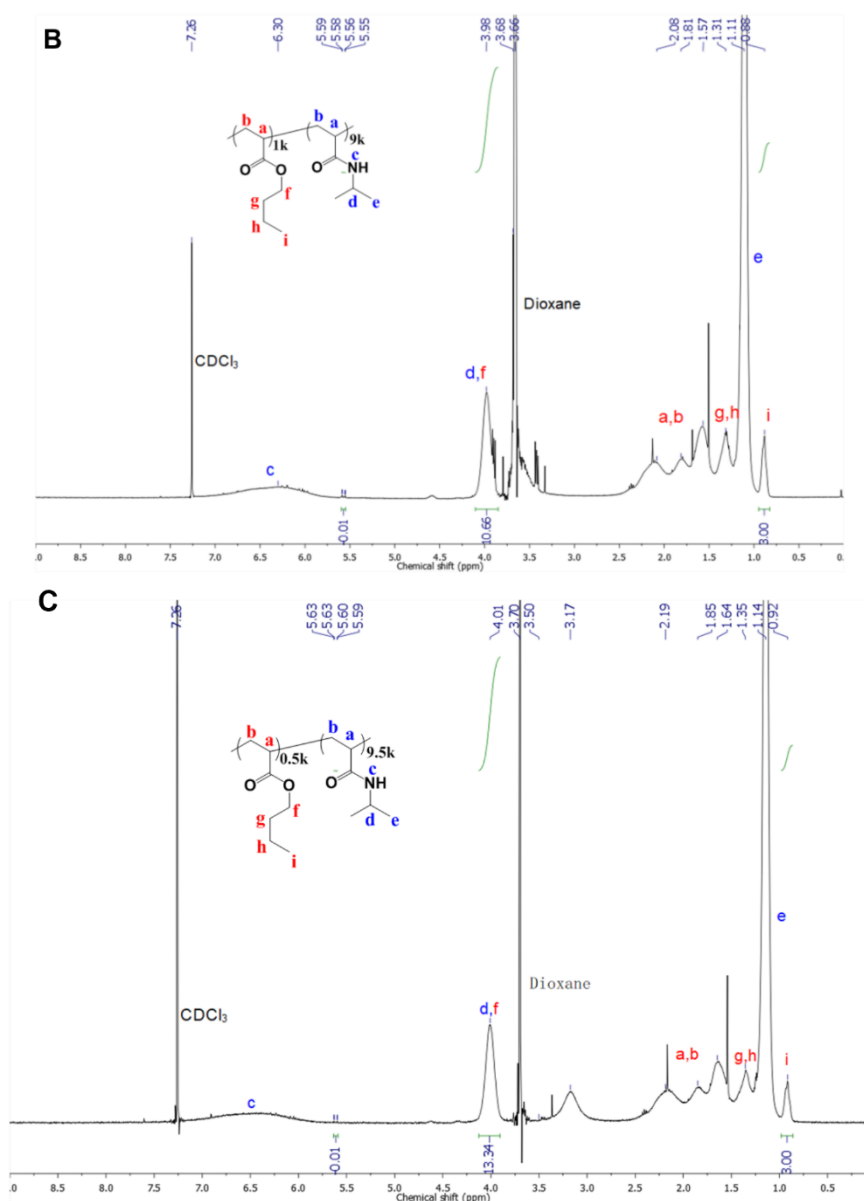 B
7.26
6.30
5.59
5.58
5.56
5.55
3.98
3.68
3.66
2.08
1.81
1.57
1.31
1.11
0.88
b a b a
1k 9k
O O O NH c
g f d e
h i
e
Dioxane
CDCl3
d,f
a,b g,h i
c
0.01 10.66 3.00
.0 7.5 7.0 6.5 6.0 5.5 5.0 4.5 4.0 3.5 3.0 2.5 2.0 1.5 1.0 0.5 0.
Chemical shift (ppm)
C
7.26
5.63
5.63
5.60
5.59
4.01
3.70
3.50
3.17
2.19
1.85
1.64
1.35
1.14
0.92
b a b a
0.5k 9.5k
O O O NH c
g f d e
h i
e
Dioxane
CDCl3
d,f
a,b g,h i
c
0.01 13.34 3.00
.0 7.5 7.0 6.5 6.0 5.5 5.0 4.5 4.0 3.5 3.0 2.5 2.0 1.5 1.0 0.5
Chemical shift (ppm)